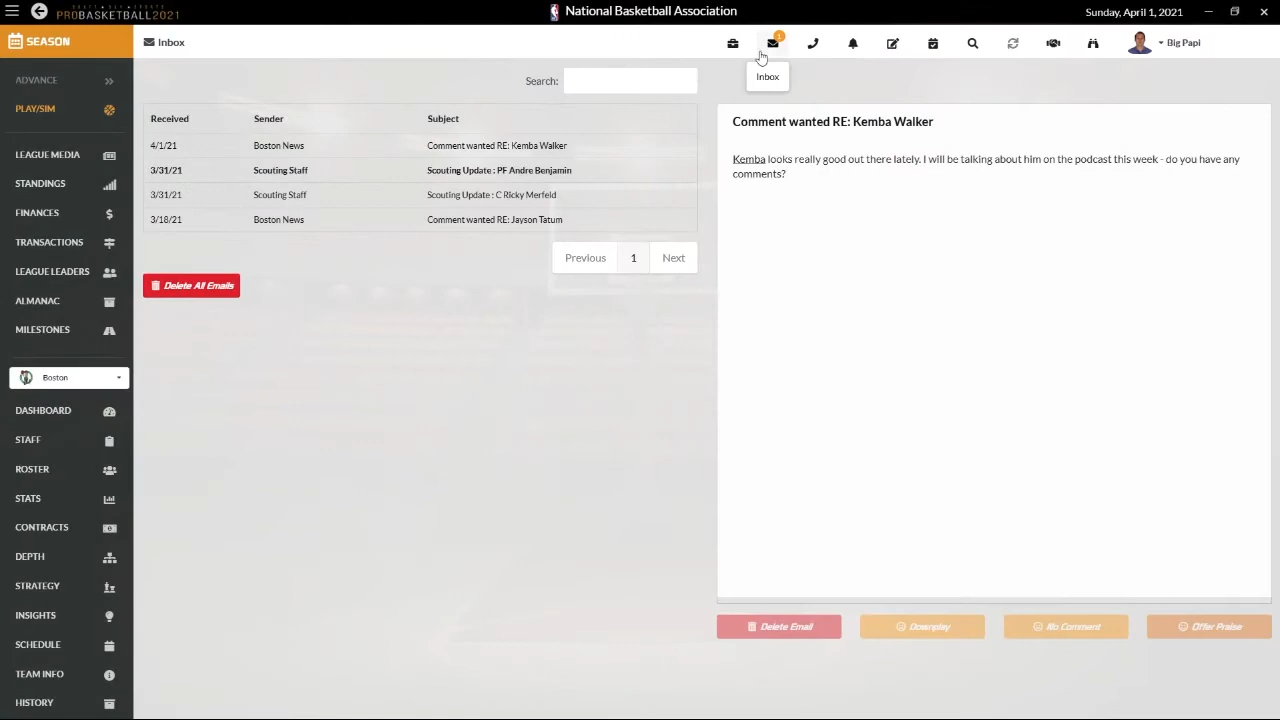 DRAFT DAY SPORTS
PROBASKETBALL2021
National Basketball Association
Sunday, April 1, 2021
SEASON
Inbox
1
Big Papi
Inbox
ADVANCE
PLAY/SIM
LEAGUE MEDIA
STANDINGS
FINANCES
TRANSACTIONS
LEAGUE LEADERS
ALMANAC
MILESTONES
Boston
DASHBOARD
STAFF
ROSTER
STATS
CONTRACTS
DEPTH
STRATEGY
INSIGHTS
SCHEDULE
TEAM INFO
HISTORY
Search:
Received Sender Subject
4/1/21 Boston News Comment wanted RE: Kemba Walker
3/31/21 Scouting Staff Scouting Update : PF Andre Benjamin
3/31/21 Scouting Staff Scouting Update : C Ricky Merfeld
3/18/21 Boston News Comment wanted RE: Jayson Tatum
Previous 1 Next
Delete All Emails
Comment wanted RE: Kemba Walker
Kemba looks really good out there lately. I will be talking about him on the podcast this week - do you have any
comments?
Delete Email Downplay No Comment Offer Praise